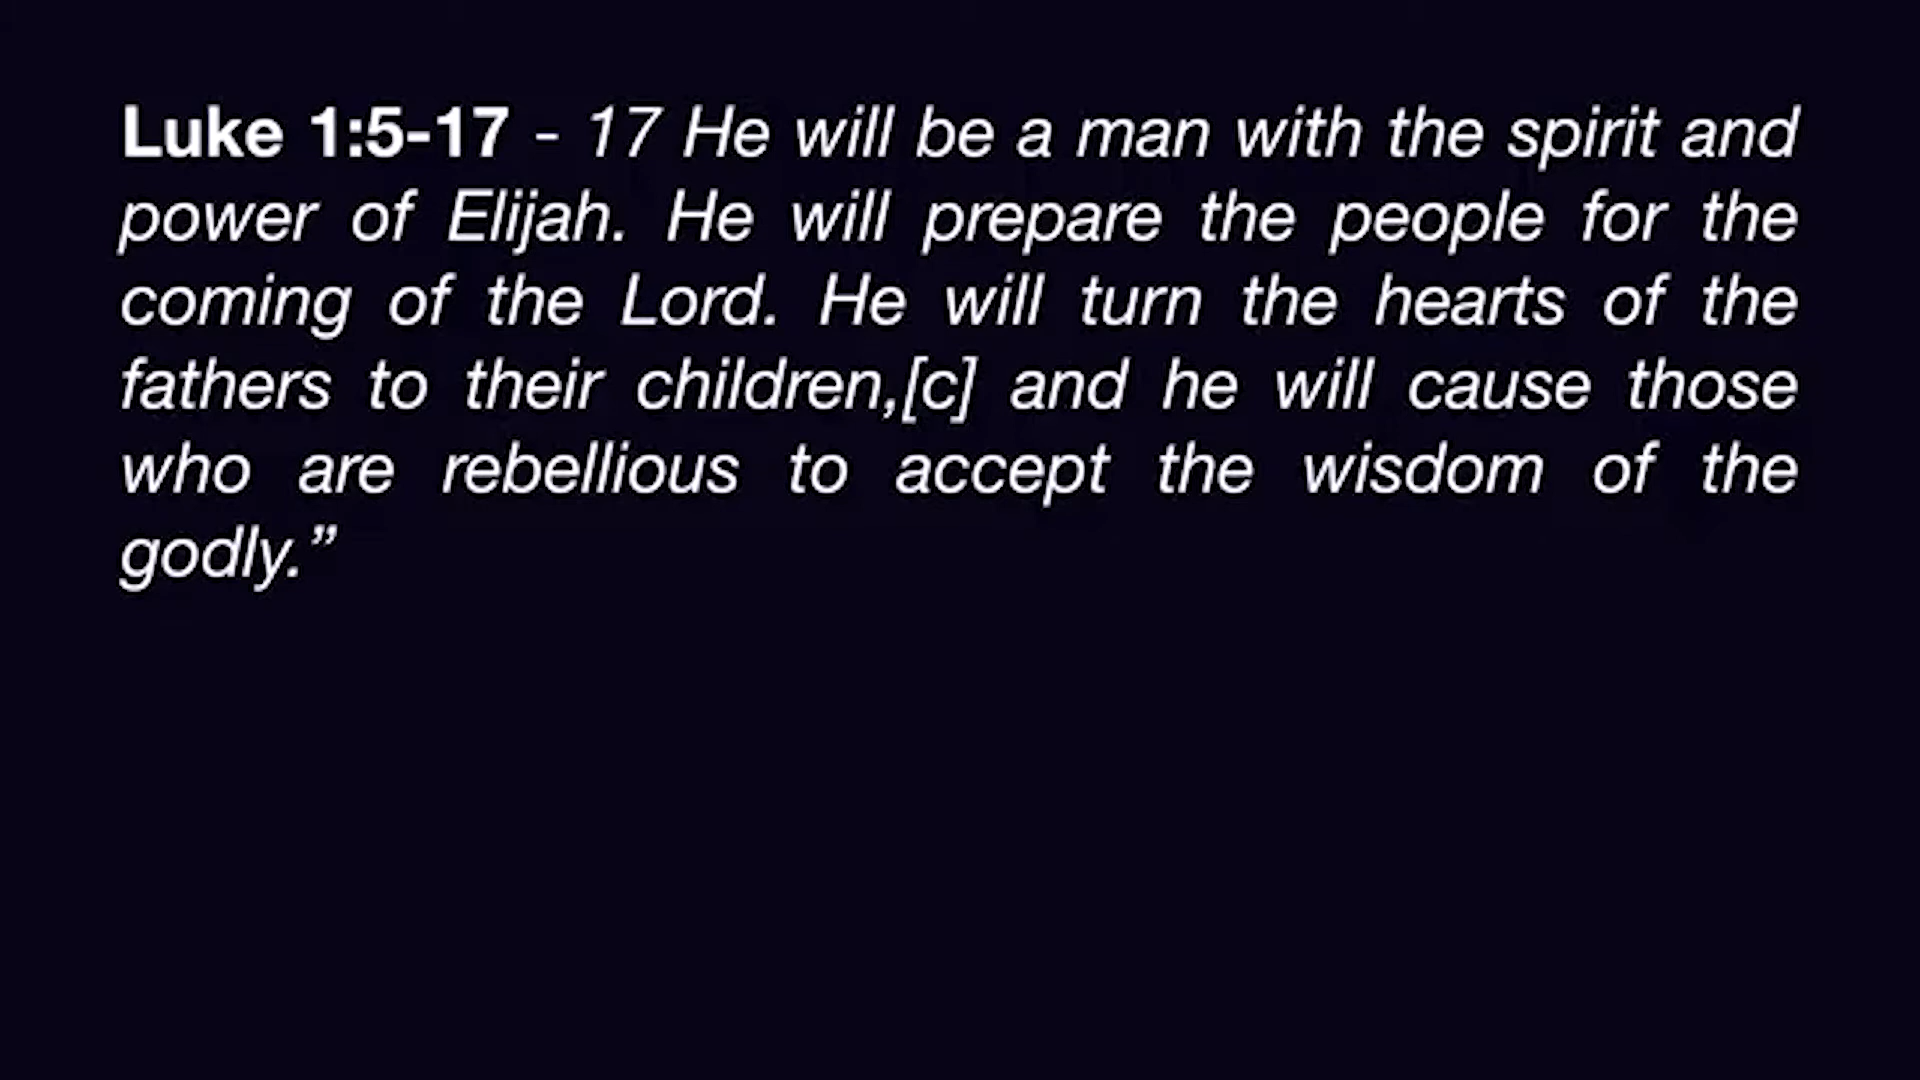 Luke 1:5-17 - 17 He will be a man with the spirit and
power of Elijah. He will prepare the people for the
coming of the Lord. He will turn the hearts of the
fathers to their children,[c] and he will cause those
who are rebellious to accept the wisdom of the
godly.”